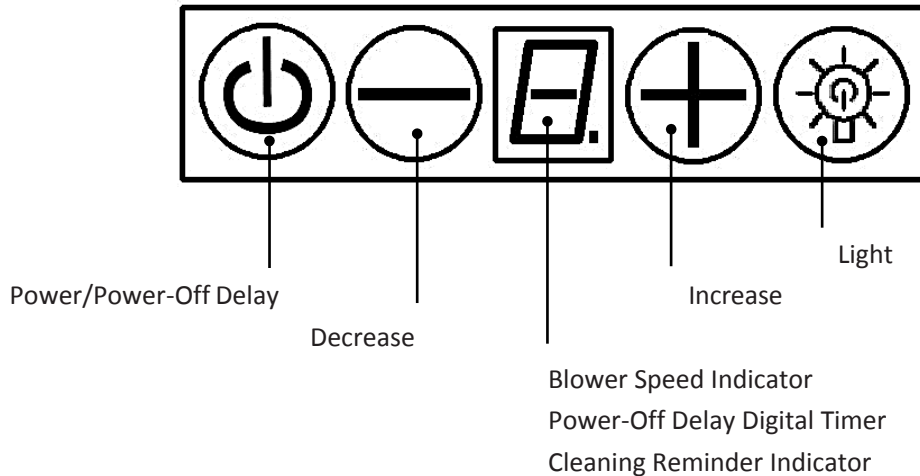 Light
Power/Power-Off Delay
Increase
Decrease
Blower Speed Indicator
Power-Off Delay Digital Timer
Cleaning Reminder Indicator